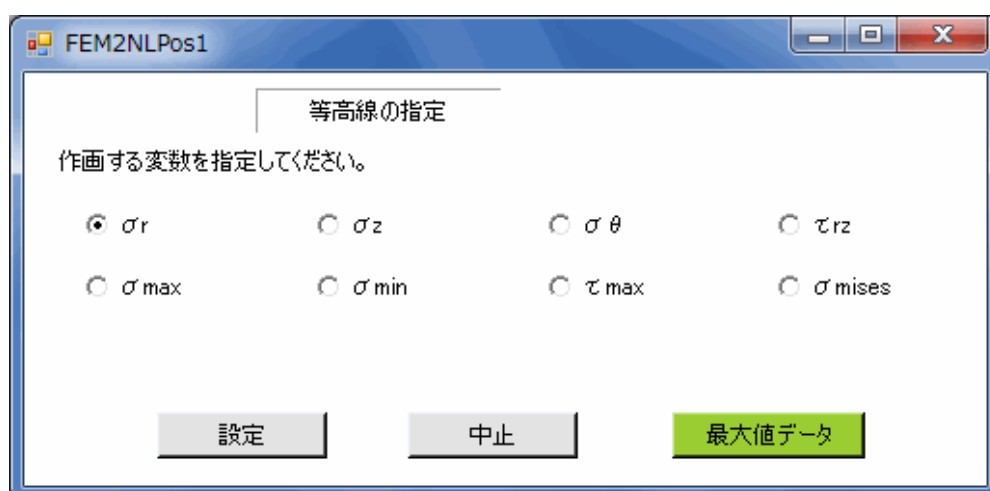 FEM2NLPos1
等高線の指定
作画する変数を指定してください。
σr σz σθ τrz
σmax σmin τmax σmises
設定 中止 最大値データ